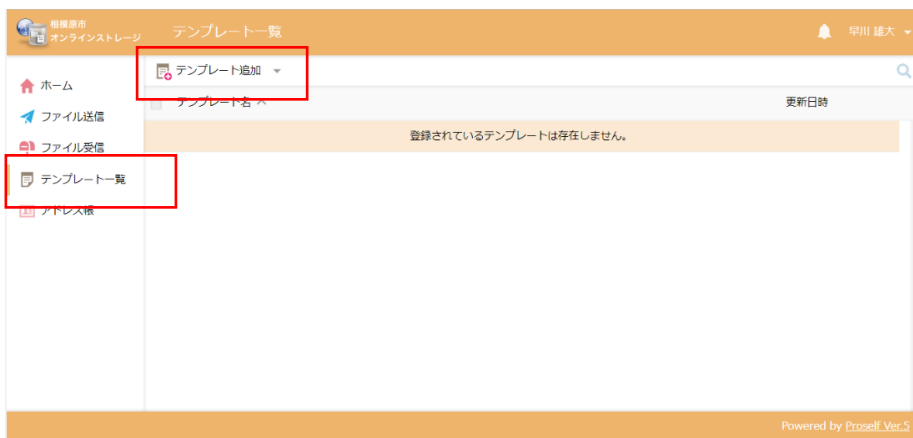 相模原市
オンラインストレージ
テンプレート一覧
早川 雄大
ホーム
ファイル送信
ファイル受信
テンプレート一覧
アドレス帳
テンプレート追加
テンプレート名
更新日時
登録されているテンプレートは存在しません。
Powered by Proself Ver.5